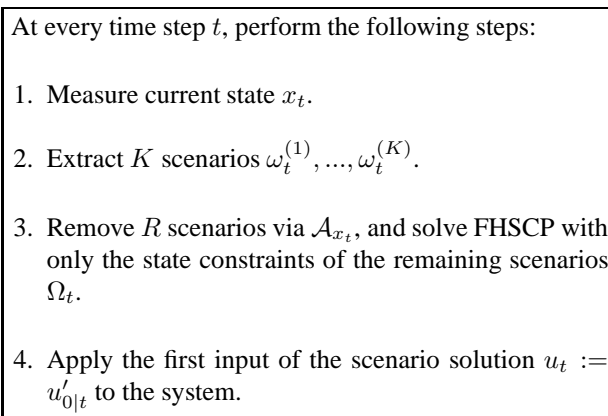 At every time step t, perform the following steps:
1. Measure current state x_t.
2. Extract K scenarios ω_t^{(1)}, ..., ω_t^{(K)}.
3. Remove R scenarios via 𝒜_{x_t}, and solve FHSCP with
only the state constraints of the remaining scenarios
Ω_t.
4. Apply the first input of the scenario solution u_t :=
u'_{0|t} to the system.